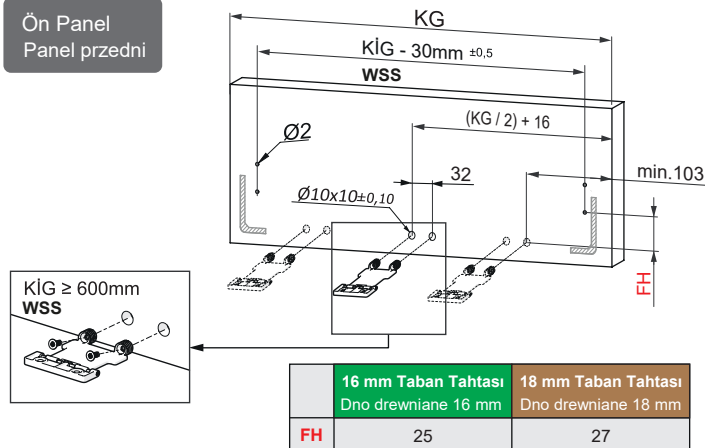 Ön Panel
Panel przedni
KG
KİG - 30mm ±0,5
WSS
(KG / 2) + 16
Ø2
32
min.103
Ø10x10±0,10
FH
KİG ≥ 600mm
WSS
16 mm Taban Tahtası
Dno drewniane 16 mm
18 mm Taban Tahtası
Dno drewniane 18 mm
FH 25 27